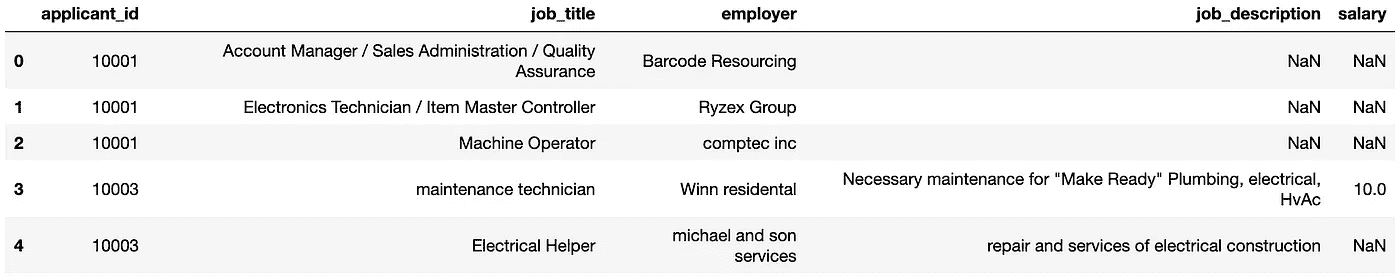 applicant_id job_title employer job_description salary
0 10001 Account Manager / Sales Administration / Quality Assurance Barcode Resourcing NaN NaN
1 10001 Electronics Technician / Item Master Controller Ryzex Group NaN NaN
2 10001 Machine Operator comptec inc NaN NaN
3 10003 maintenance technician Winn residental Necessary maintenance for "Make Ready" Plumbing, electrical, HvAc 10.0
4 10003 Electrical Helper michael and son services repair and services of electrical construction NaN